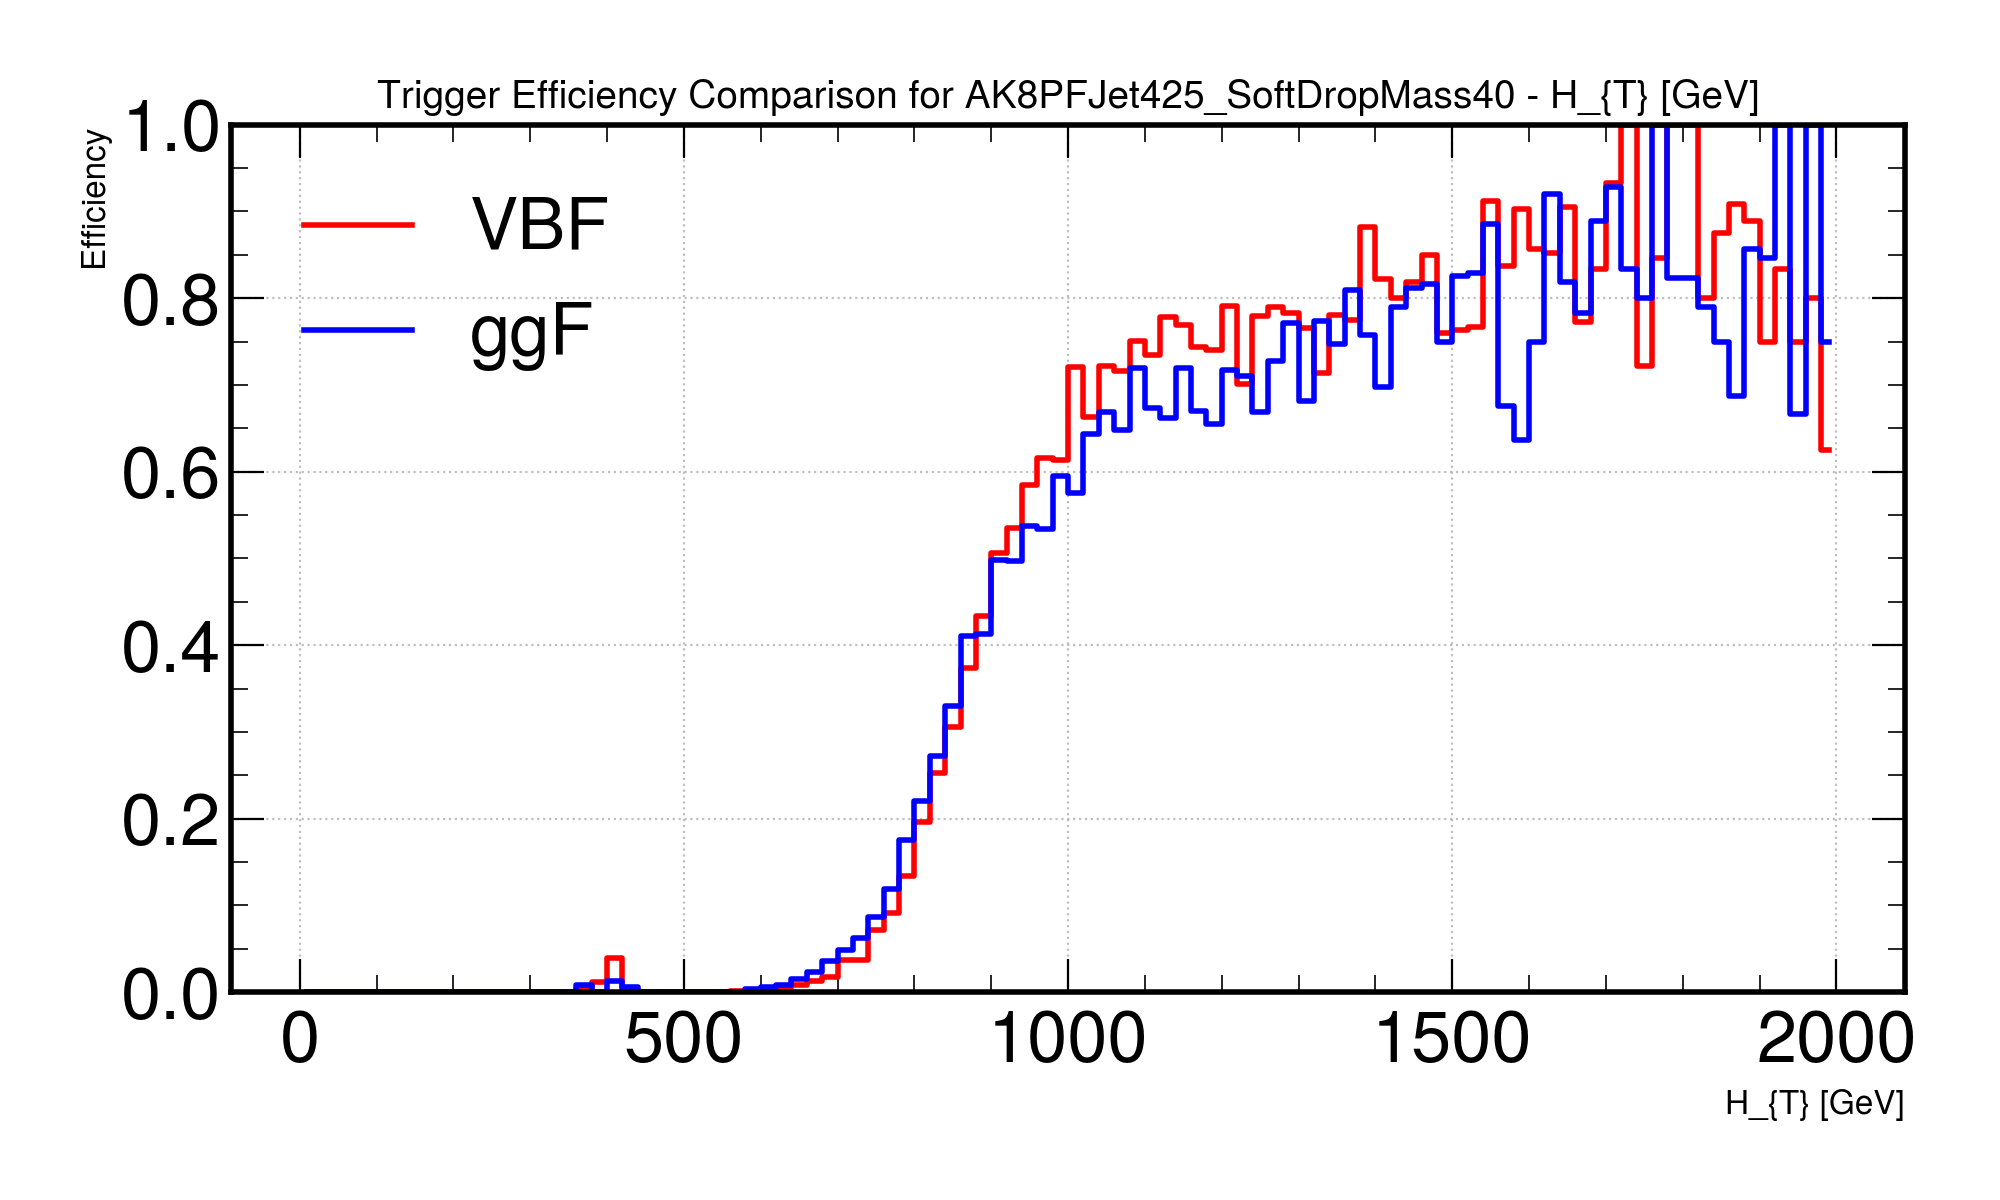 Trigger Efficiency Comparison for AK8PFJet425_SoftDropMass40 - H_{T} [GeV]
Efficiency
1.0
0.8
0.6
0.4
0.2
0.0
VBF
ggF
0 500 1000 1500 2000
H_{T} [GeV]